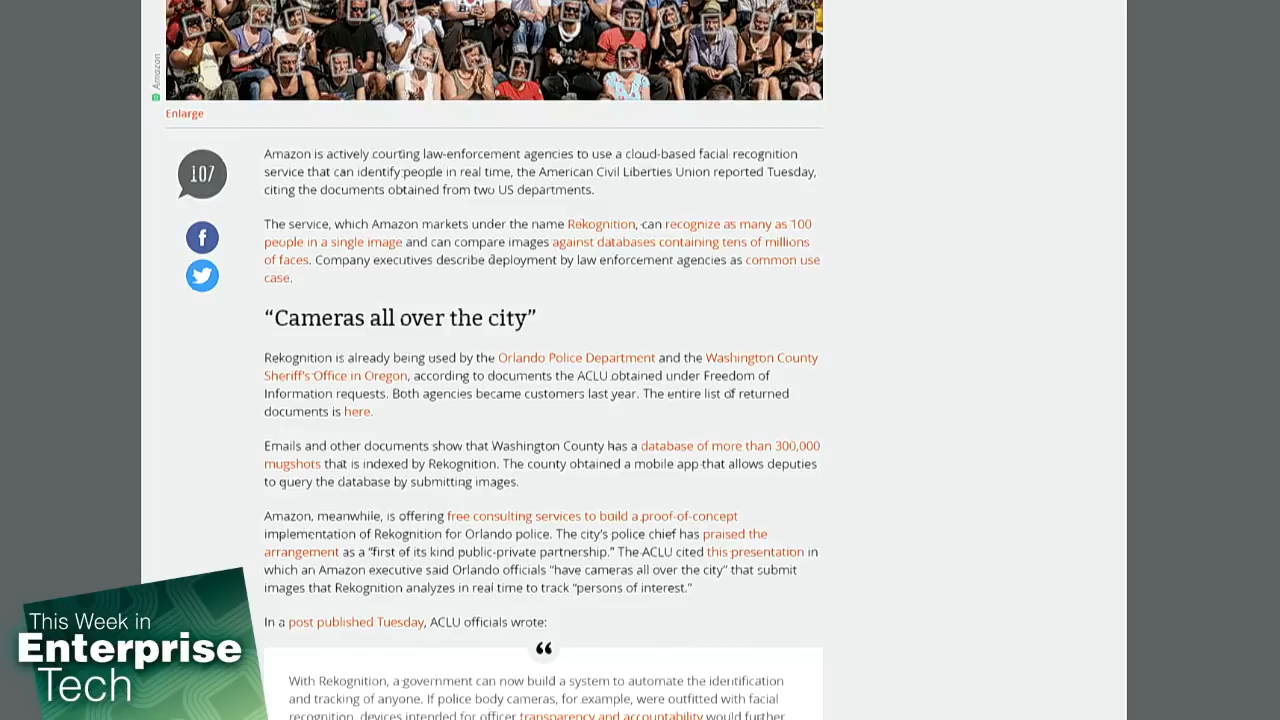 Amazon
Enlarge
107
Amazon is actively courting law-enforcement agencies to use a cloud-based facial recognition
service that can identify people in real time, the American Civil Liberties Union reported Tuesday,
citing the documents obtained from two US departments.
The service, which Amazon markets under the name Rekognition, can recognize as many as 100
people in a single image and can compare images against databases containing tens of millions
of faces. Company executives describe deployment by law enforcement agencies as common use
case.
“Cameras all over the city”
Rekognition is already being used by the Orlando Police Department and the Washington County
Sheriff's Office in Oregon, according to documents the ACLU obtained under Freedom of
Information requests. Both agencies became customers last year. The entire list of returned
documents is here.
Emails and other documents show that Washington County has a database of more than 300,000
mugshots that is indexed by Rekognition. The county obtained a mobile app that allows deputies
to query the database by submitting images.
Amazon, meanwhile, is offering free consulting services to build a proof-of-concept
implementation of Rekognition for Orlando police. The city's police chief has praised the
arrangement as a “first of its kind public-private partnership.” The ACLU cited this presentation in
which an Amazon executive said Orlando officials “have cameras all over the city” that submit
images that Rekognition analyzes in real time to track “persons of interest.”
In a post published Tuesday, ACLU officials wrote:
“
With Rekognition, a government can now build a system to automate the identification
and tracking of anyone. If police body cameras, for example, were outfitted with facial
recognition, devices intended for officer transparency and accountability would further
This Week in
Enterprise
Tech